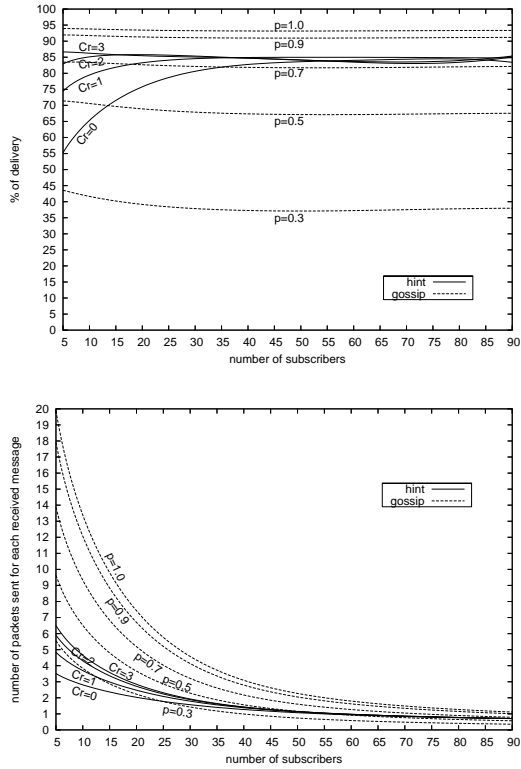 100
95
90
85
80
75
70
65
60
55
50
45
40
35
30
25
20
15
10
5
0
% of delivery
p=1.0
p=0.9
Cr=3
Cr=2
p=0.7
Cr=1
p=0.5
Cr=0
p=0.3
hint
gossip
5 10 15 20 25 30 35 40 45 50 55 60 65 70 75 80 85 90
number of subscribers
20
19
18
17
16
15
14
13
12
11
10
9
8
7
6
5
4
3
2
1
0
number of packets sent for each received message
hint
gossip
p=1.0
p=0.9
p=0.7
p=0.5
Cr=2
Cr=3
Cr=1
Cr=0
p=0.3
5 10 15 20 25 30 35 40 45 50 55 60 65 70 75 80 85 90
number of subscribers